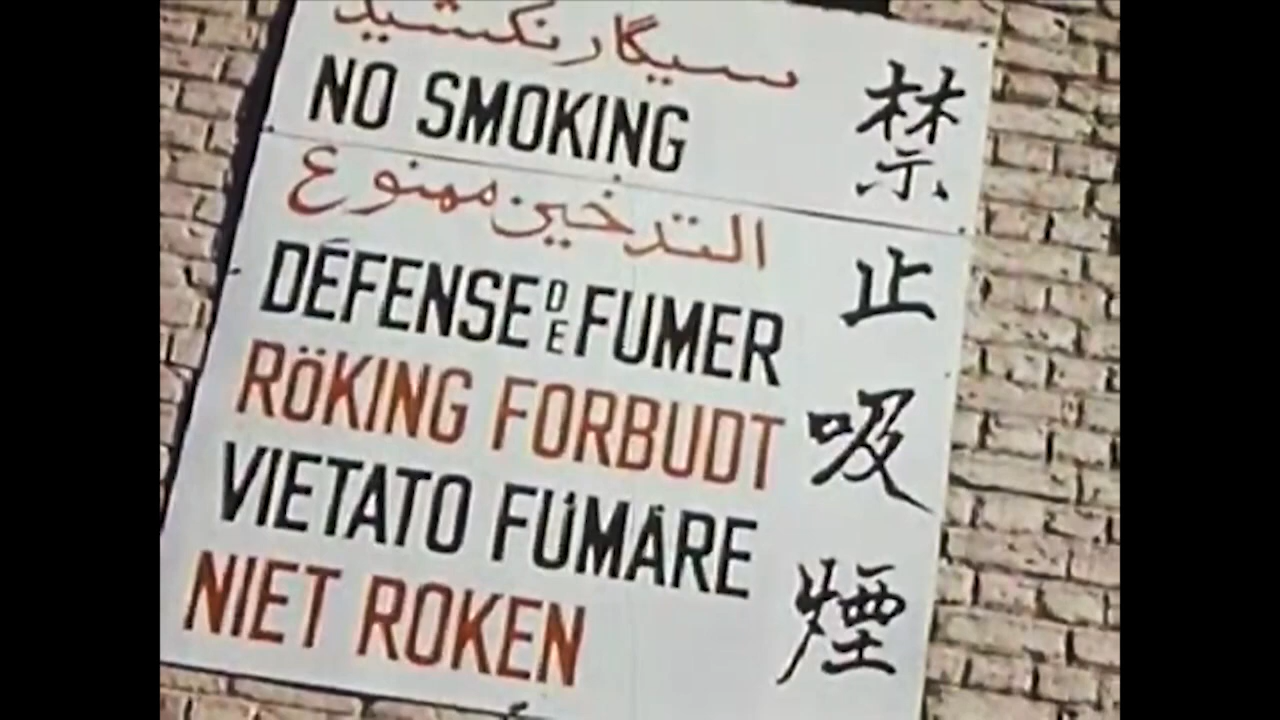 سیگار نکشید
NO SMOKING
التدخين ممنوع
DÉFENSE DE FUMER
RÖKING FORBUDT
VIETATO FUMARE
NIET ROKEN
禁止吸煙